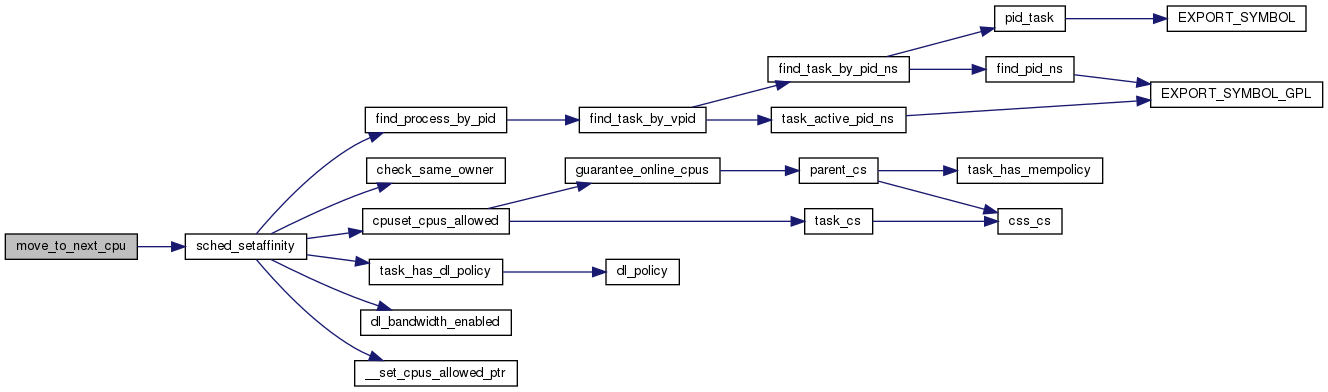 move_to_next_cpu
sched_setaffinity
find_process_by_pid
find_task_by_vpid
find_task_by_pid_ns
pid_task
EXPORT_SYMBOL
find_pid_ns
EXPORT_SYMBOL_GPL
task_active_pid_ns
check_same_owner
cpuset_cpus_allowed
guarantee_online_cpus
parent_cs
task_has_mempolicy
css_cs
task_cs
task_has_dl_policy
dl_policy
dl_bandwidth_enabled
__set_cpus_allowed_ptr